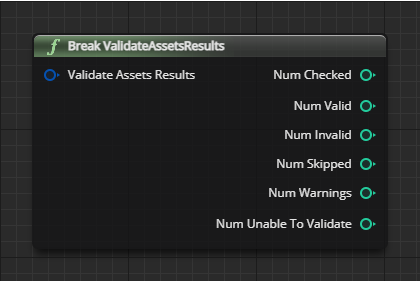 Break ValidateAssetsResults
Validate Assets Results
Num Checked
Num Valid
Num Invalid
Num Skipped
Num Warnings
Num Unable To Validate